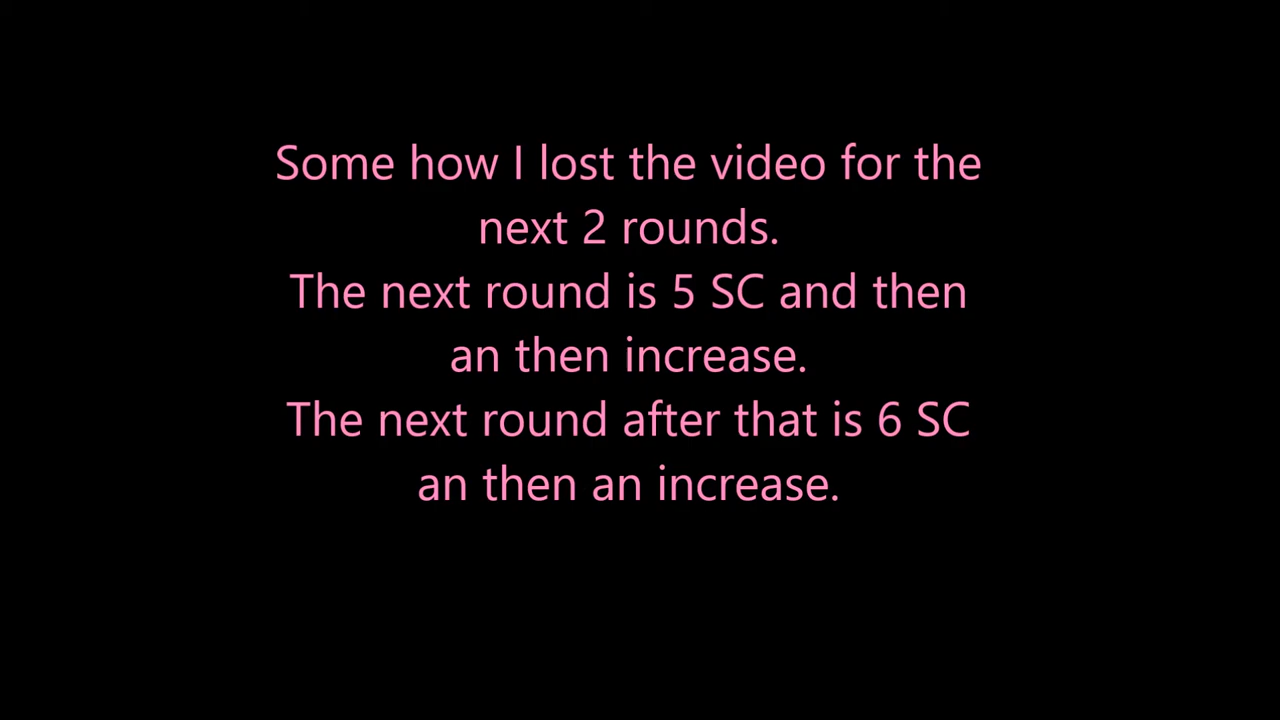 Some how I lost the video for the
next 2 rounds.
The next round is 5 SC and then
an then increase.
The next round after that is 6 SC
an then an increase.